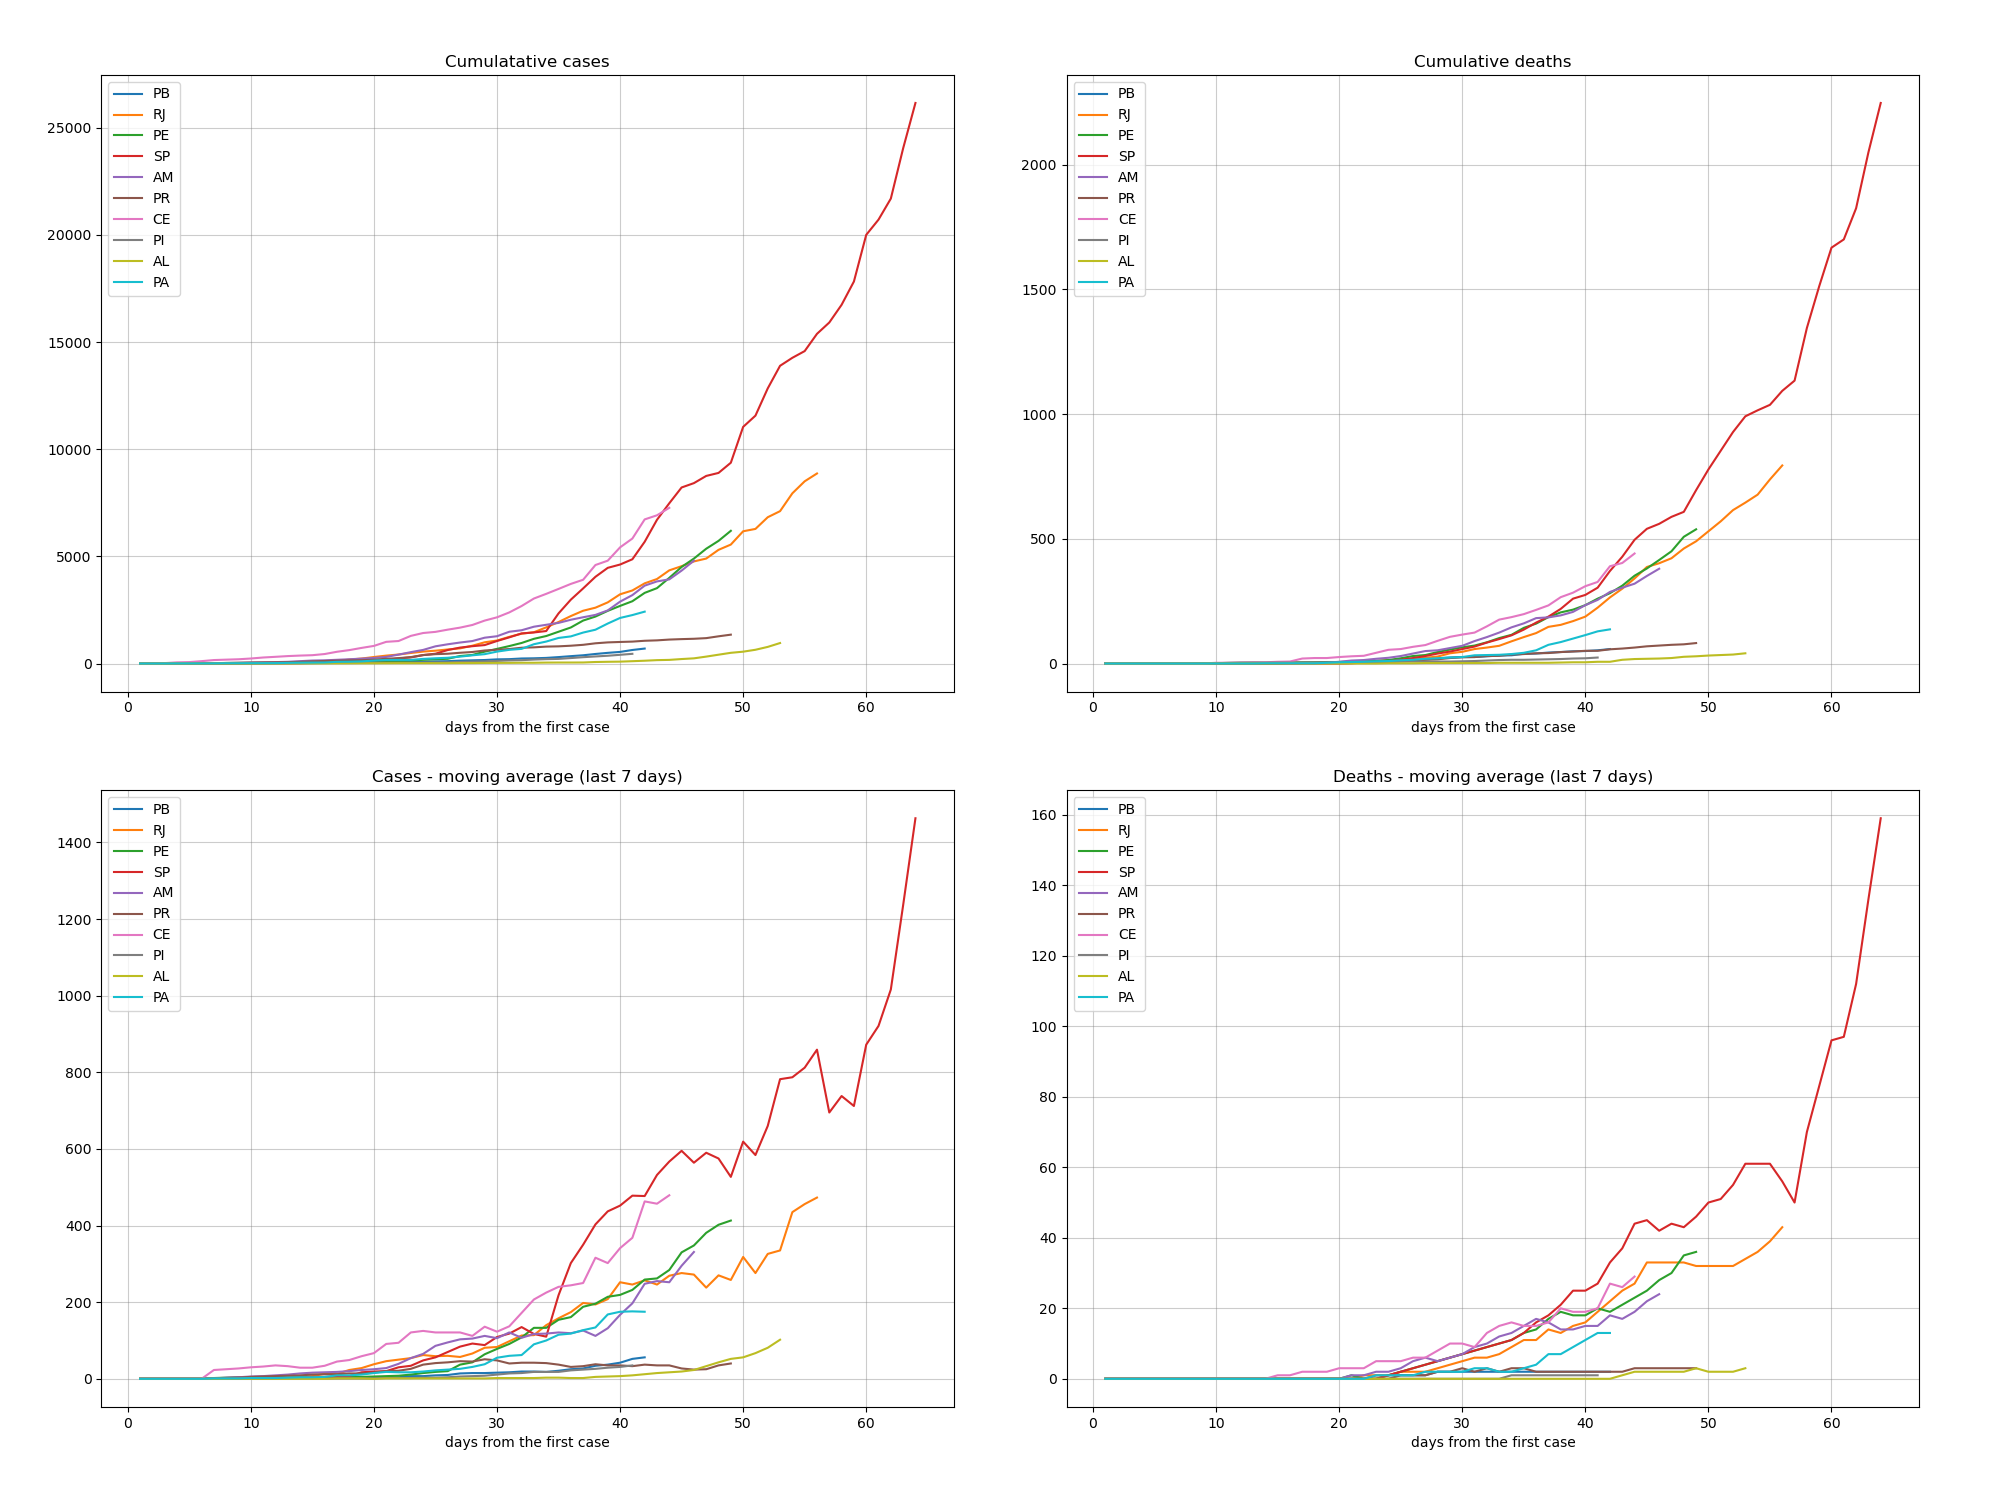 Cumulatative cases
25000
20000
15000
10000
5000
0
PB
RJ
PE
SP
AM
PR
CE
PI
AL
PA
0 10 20 30 40 50 60
days from the first case
Cumulative deaths
2000
1500
1000
500
0
PB
RJ
PE
SP
AM
PR
CE
PI
AL
PA
0 10 20 30 40 50 60
days from the first case
Cases - moving average (last 7 days)
1400
1200
1000
800
600
400
200
0
PB
RJ
PE
SP
AM
PR
CE
PI
AL
PA
0 10 20 30 40 50 60
days from the first case
Deaths - moving average (last 7 days)
160
140
120
100
80
60
40
20
0
PB
RJ
PE
SP
AM
PR
CE
PI
AL
PA
0 10 20 30 40 50 60
days from the first case